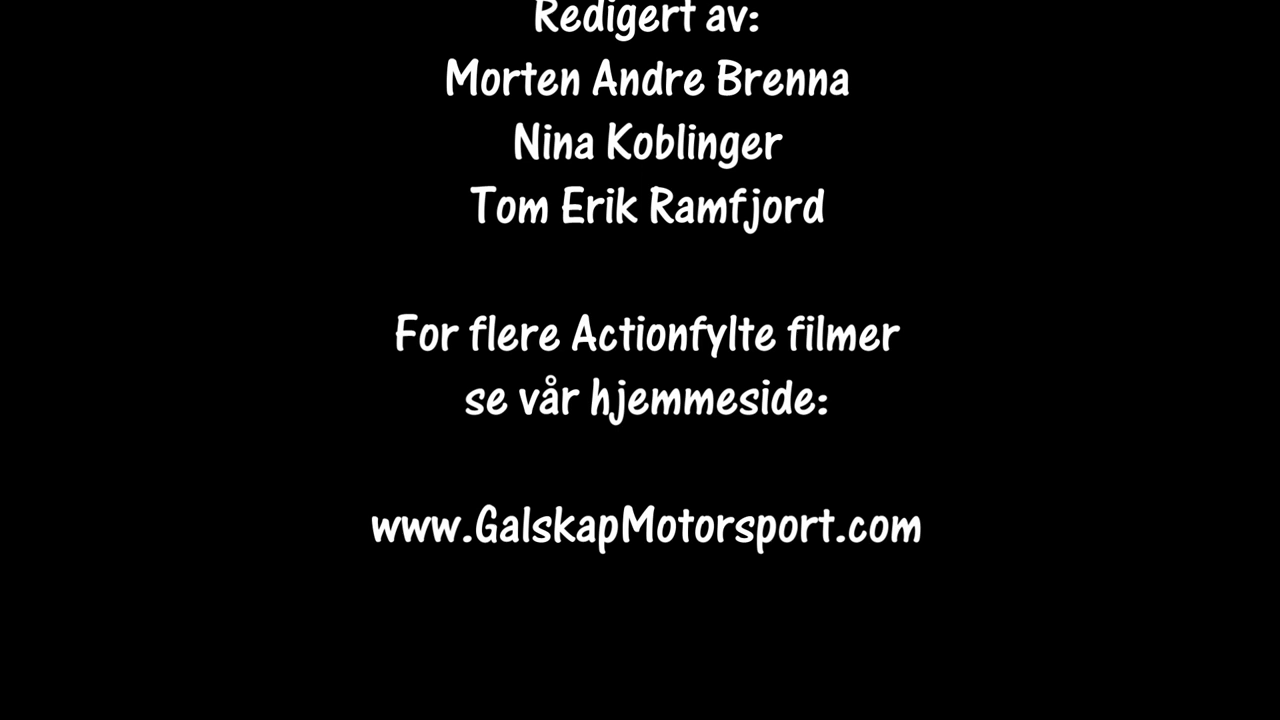 Redigert av:
Morten Andre Brenna
Nina Koblinger
Tom Erik Ramfjord
For flere Actionfylte filmer
se vår hjemmeside:
www.GalskapMotorsport.com